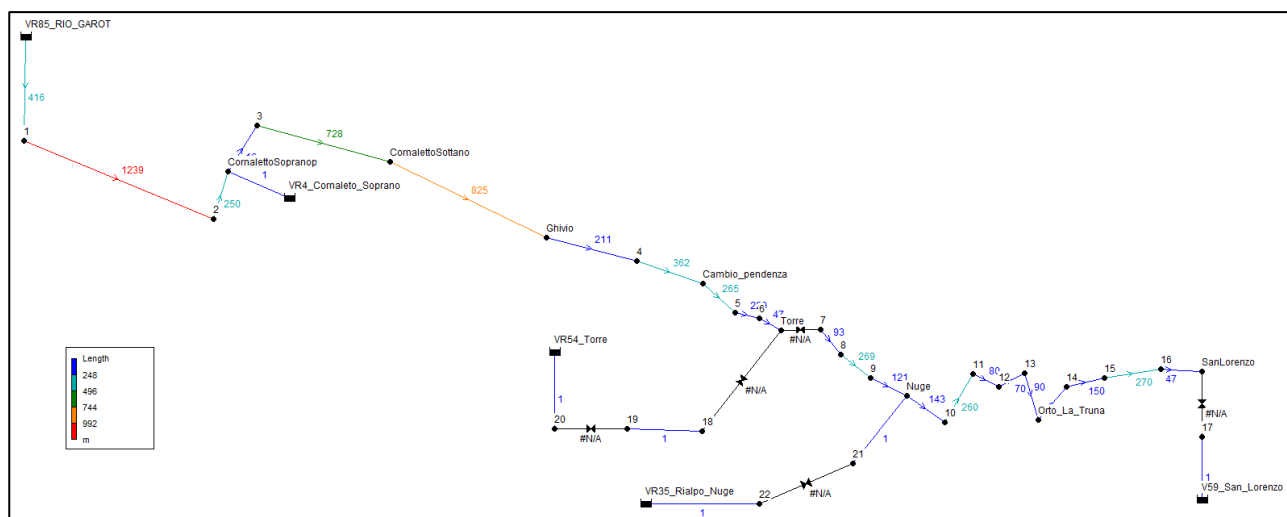 VR85_RIO_GAROT
416
1
1239
2
250
CornalettoSopranop
1
VR4_Cornaleto_Soprano
3
728
CornalettoSottano
825
Ghivio
211
4
362
Cambio_pendenza
265
5
6
47
Torre
#N/A
7
93
8
269
9
121
Nuge
143
10
260
11
80
12
70
13
90
Orto_La_Truna
14
150
15
270
16
47
SanLorenzo
#N/A
17
1
V59_San_Lorenzo
VR54_Torre
1
20
#N/A
19
1
18
#N/A
21
1
#N/A
22
VR35_Rialpo_Nuge
1
Length
248
496
744
992
m